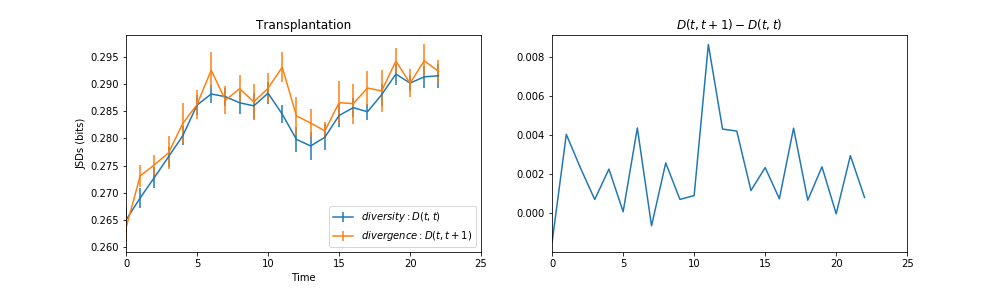 Transplantation
JSDs (bits)
0.295
0.290
0.285
0.280
0.275
0.270
0.265
0.260
diversity: D(t, t)
divergence: D(t, t+1)
0 5 10 15 20 25
Time
D(t, t+1) − D(t, t)
0.008
0.006
0.004
0.002
0.000
0 5 10 15 20 25